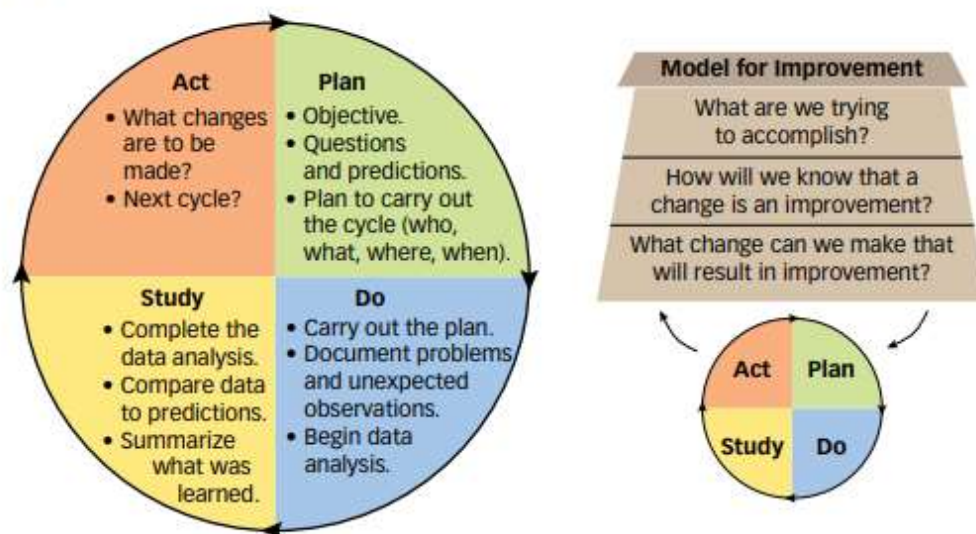 Act
• What changes
are to be
made?
• Next cycle?
Plan
• Objective.
• Questions
and predictions.
• Plan to carry out
the cycle (who,
what, where, when).
Study
• Complete the
data analysis.
• Compare data
to predictions.
• Summarize
what was
learned.
Do
• Carry out the plan.
• Document problems
and unexpected
observations.
• Begin data
analysis.
Model for Improvement
What are we trying
to accomplish?
How will we know that a
change is an improvement?
What change can we make that
will result in improvement?
Act
Plan
Study
Do